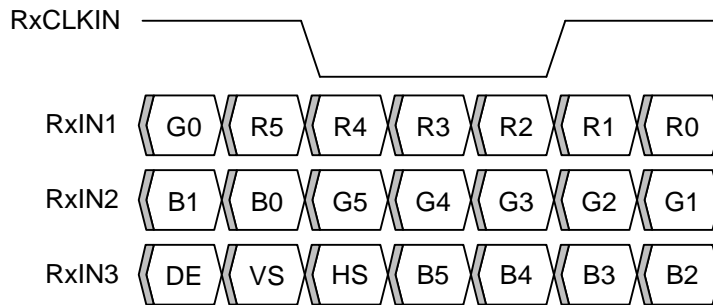 RxCLKIN
RxIN1 G0 R5 R4 R3 R2 R1 R0
RxIN2 B1 B0 G5 G4 G3 G2 G1
RxIN3 DE VS HS B5 B4 B3 B2